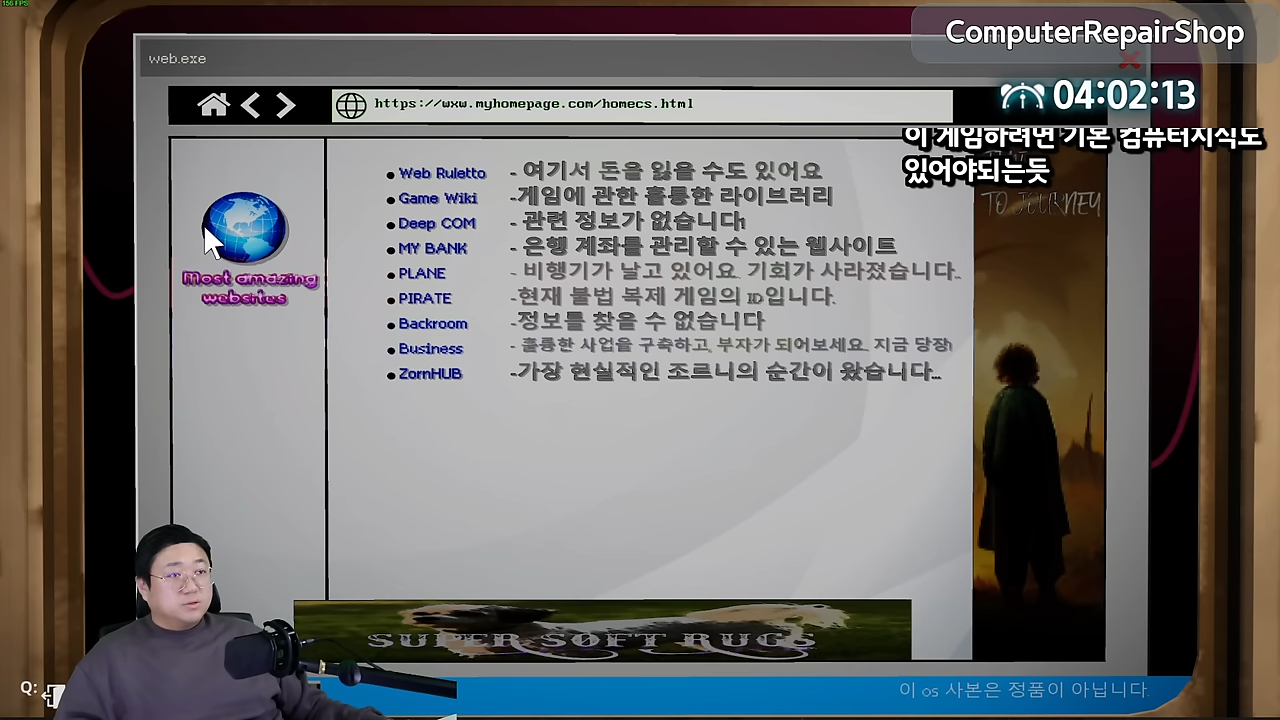 156 FPS
ComputerRepairShop
web.exe
04:02:13
https://wxw.myhomepage.com/homecs.html
이 게임하려면 기본 컴퓨터지식도
있어야되는듯
TO JOURNEY
Most amazing
websites
Web Ruletto - 여기서 돈을 잃을 수도 있어요
Game Wiki -게임에 관한 훌륭한 라이브러리
Deep COM - 관련 정보가 없습니다!
MY BANK - 은행 계좌를 관리할 수 있는 웹사이트
PLANE - 비행기가 날고 있어요. 기회가 사라졌습니다..
PIRATE -현재 불법 복제 게임의 ID입니다.
Backroom -정보를 찾을 수 없습니다
Business - 훌륭한 사업을 구축하고, 부자가 되어보세요. 지금 당장!
ZornHUB -가장 현실적인 조르니의 순간이 왔습니다...
SUPER SOFT RUGS
Q:
이 os 사본은 정품이 아닙니다.